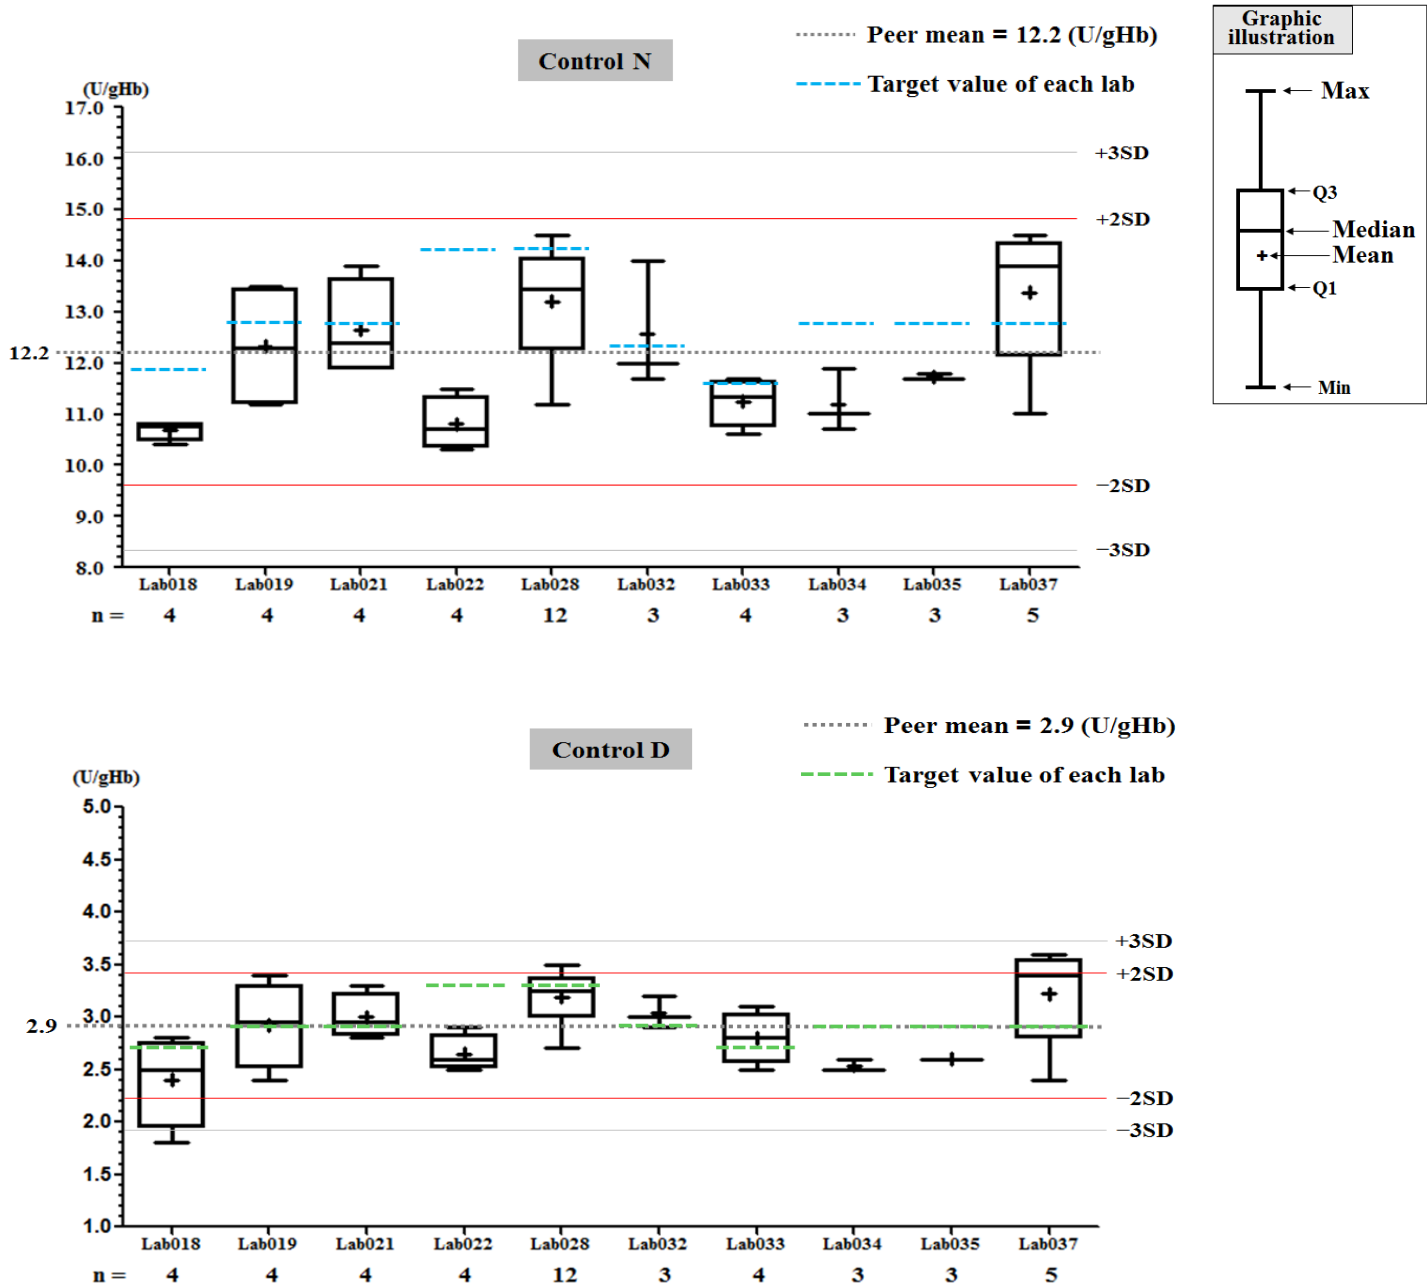 Control N
Peer mean = 12.2 (U/gHb)
Target value of each lab
Graphic
illustration
Max
Q3
Median
Mean
Q1
Min
(U/gHb)
17.0
16.0
15.0
14.0
13.0
12.2
12.0
11.0
10.0
9.0
8.0
+3SD
+2SD
−2SD
−3SD
Lab018 Lab019 Lab021 Lab022 Lab028 Lab032 Lab033 Lab034 Lab035 Lab037
n = 4 4 4 4 12 3 4 3 3 5
Control D
Peer mean = 2.9 (U/gHb)
Target value of each lab
(U/gHb)
5.0
4.5
4.0
3.5
3.0
2.9
2.5
2.0
1.5
1.0
+3SD
+2SD
−2SD
−3SD
Lab018 Lab019 Lab021 Lab022 Lab028 Lab032 Lab033 Lab034 Lab035 Lab037
n = 4 4 4 4 12 3 4 3 3 5